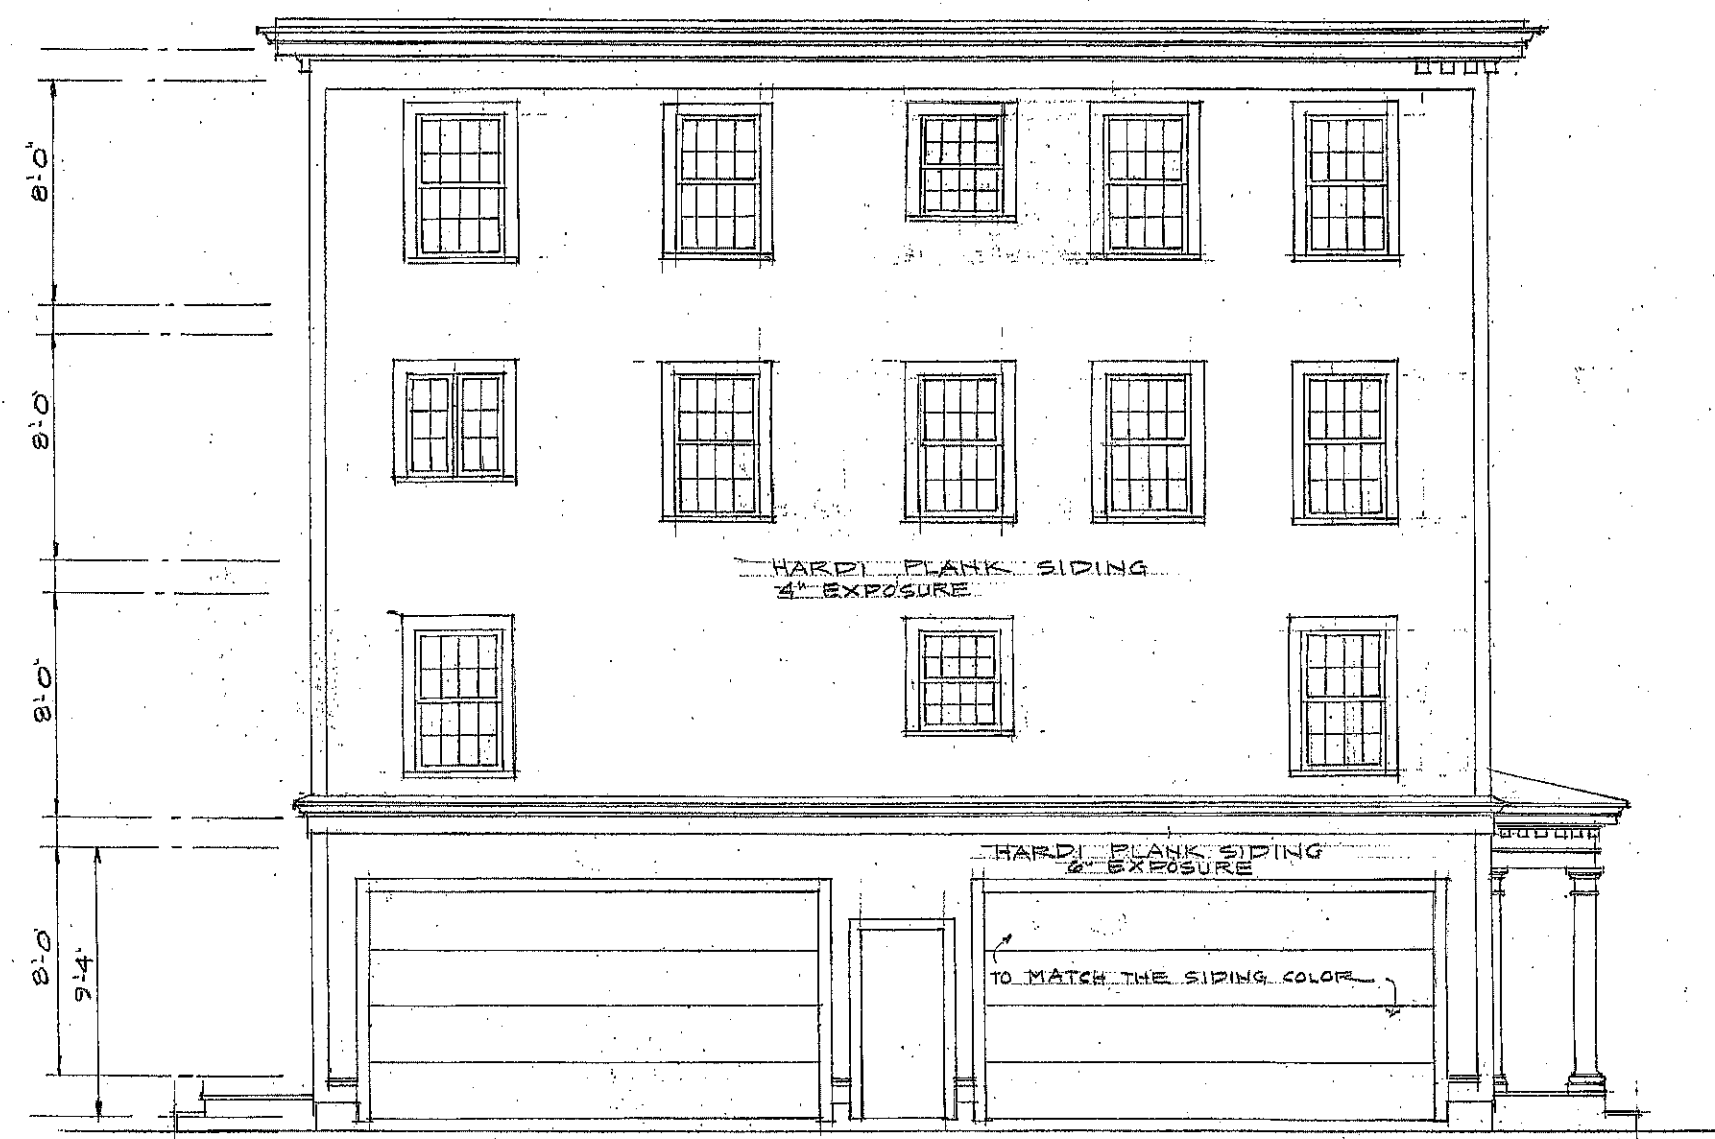 8'-0"
8'-0"
HARDI PLANK SIDING
4" EXPOSURE
8'-0"
HARDI PLANK SIDING
6" EXPOSURE
8'-0"
9'-4"
TO MATCH THE SIDING COLOR